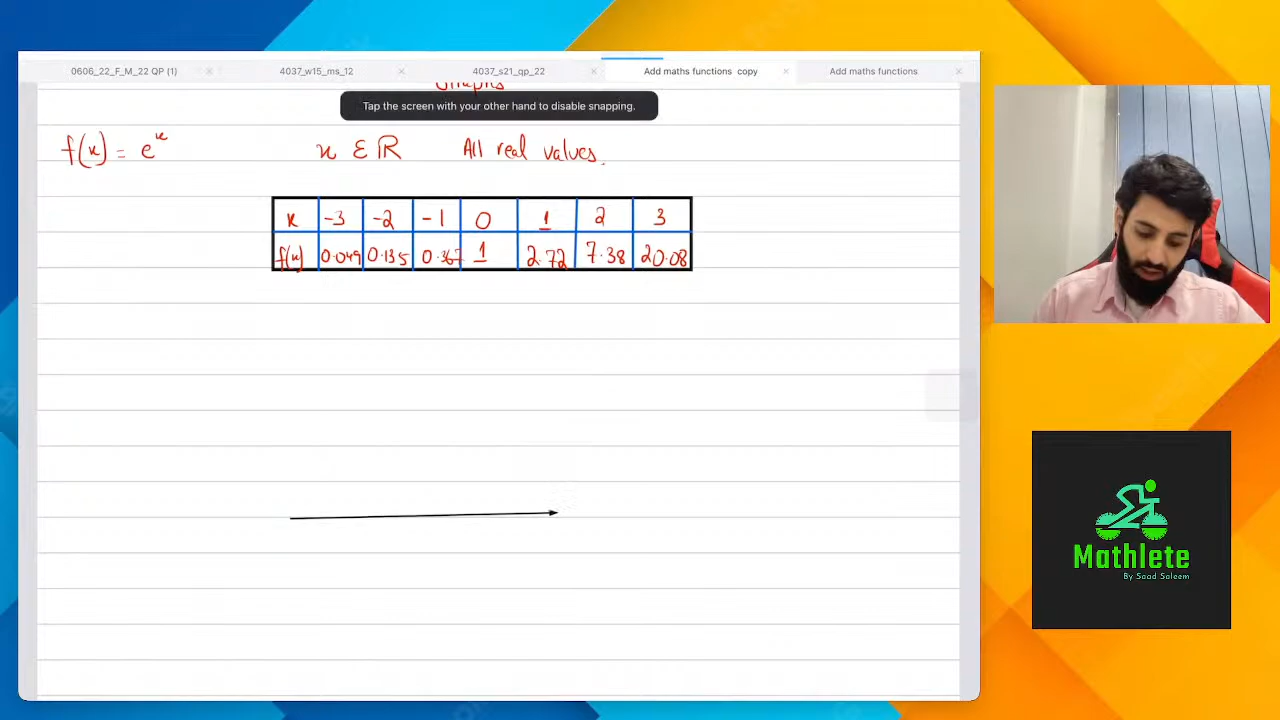 0606_22_F_M_22 QP (1) × 4037_w15_ms_12 × 4037_s21_qp_22 × Add maths functions copy × Add maths functions ×
Graphs
Tap the screen with your other hand to disable snapping.
f(x) = eˣ x ∈ ℝ All real values.
x -3 -2 -1 0 1 2 3
f(x) 0.049 0.135 0.367 1 2.72 7.38 20.08
Mathlete
By Saad Saleem